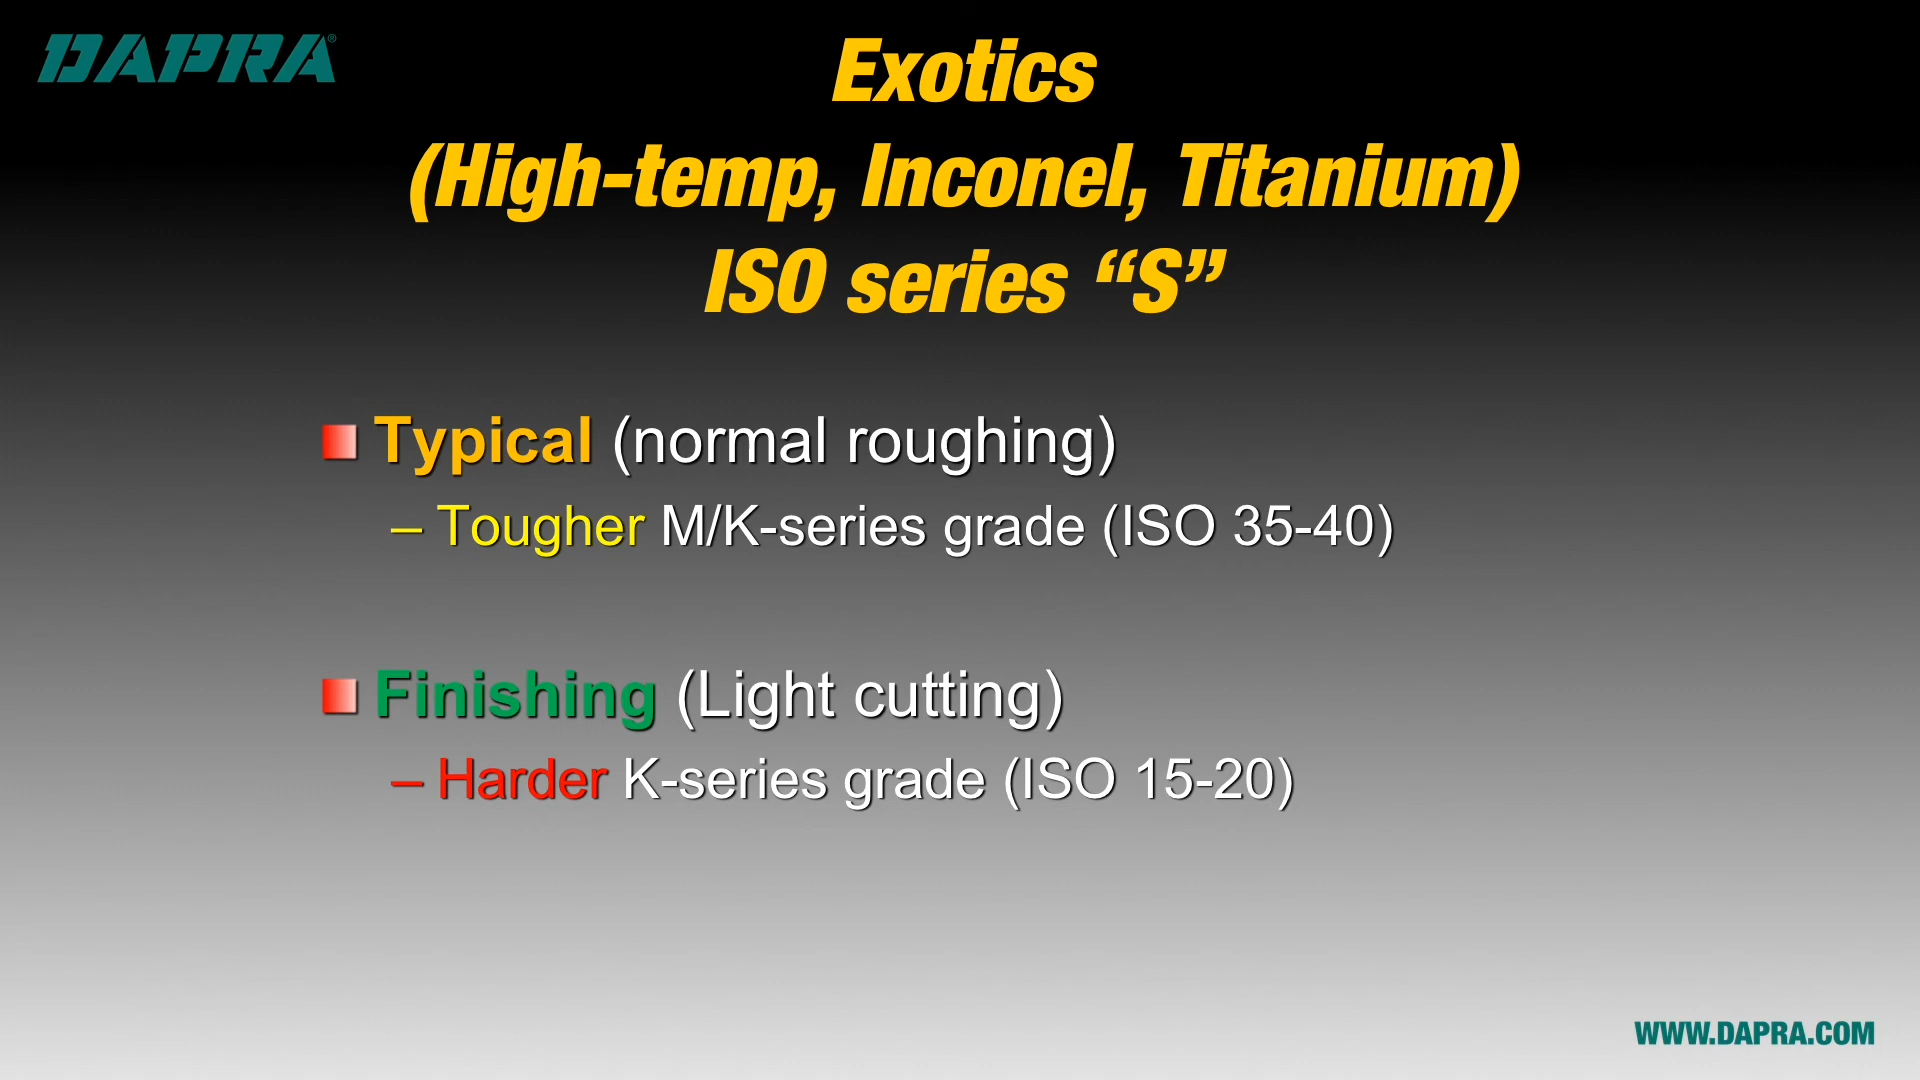 DAPRA®
Exotics
(High-temp, Inconel, Titanium)
ISO series “S”
Typical (normal roughing)
– Tougher M/K-series grade (ISO 35-40)
Finishing (Light cutting)
– Harder K-series grade (ISO 15-20)
WWW.DAPRA.COM